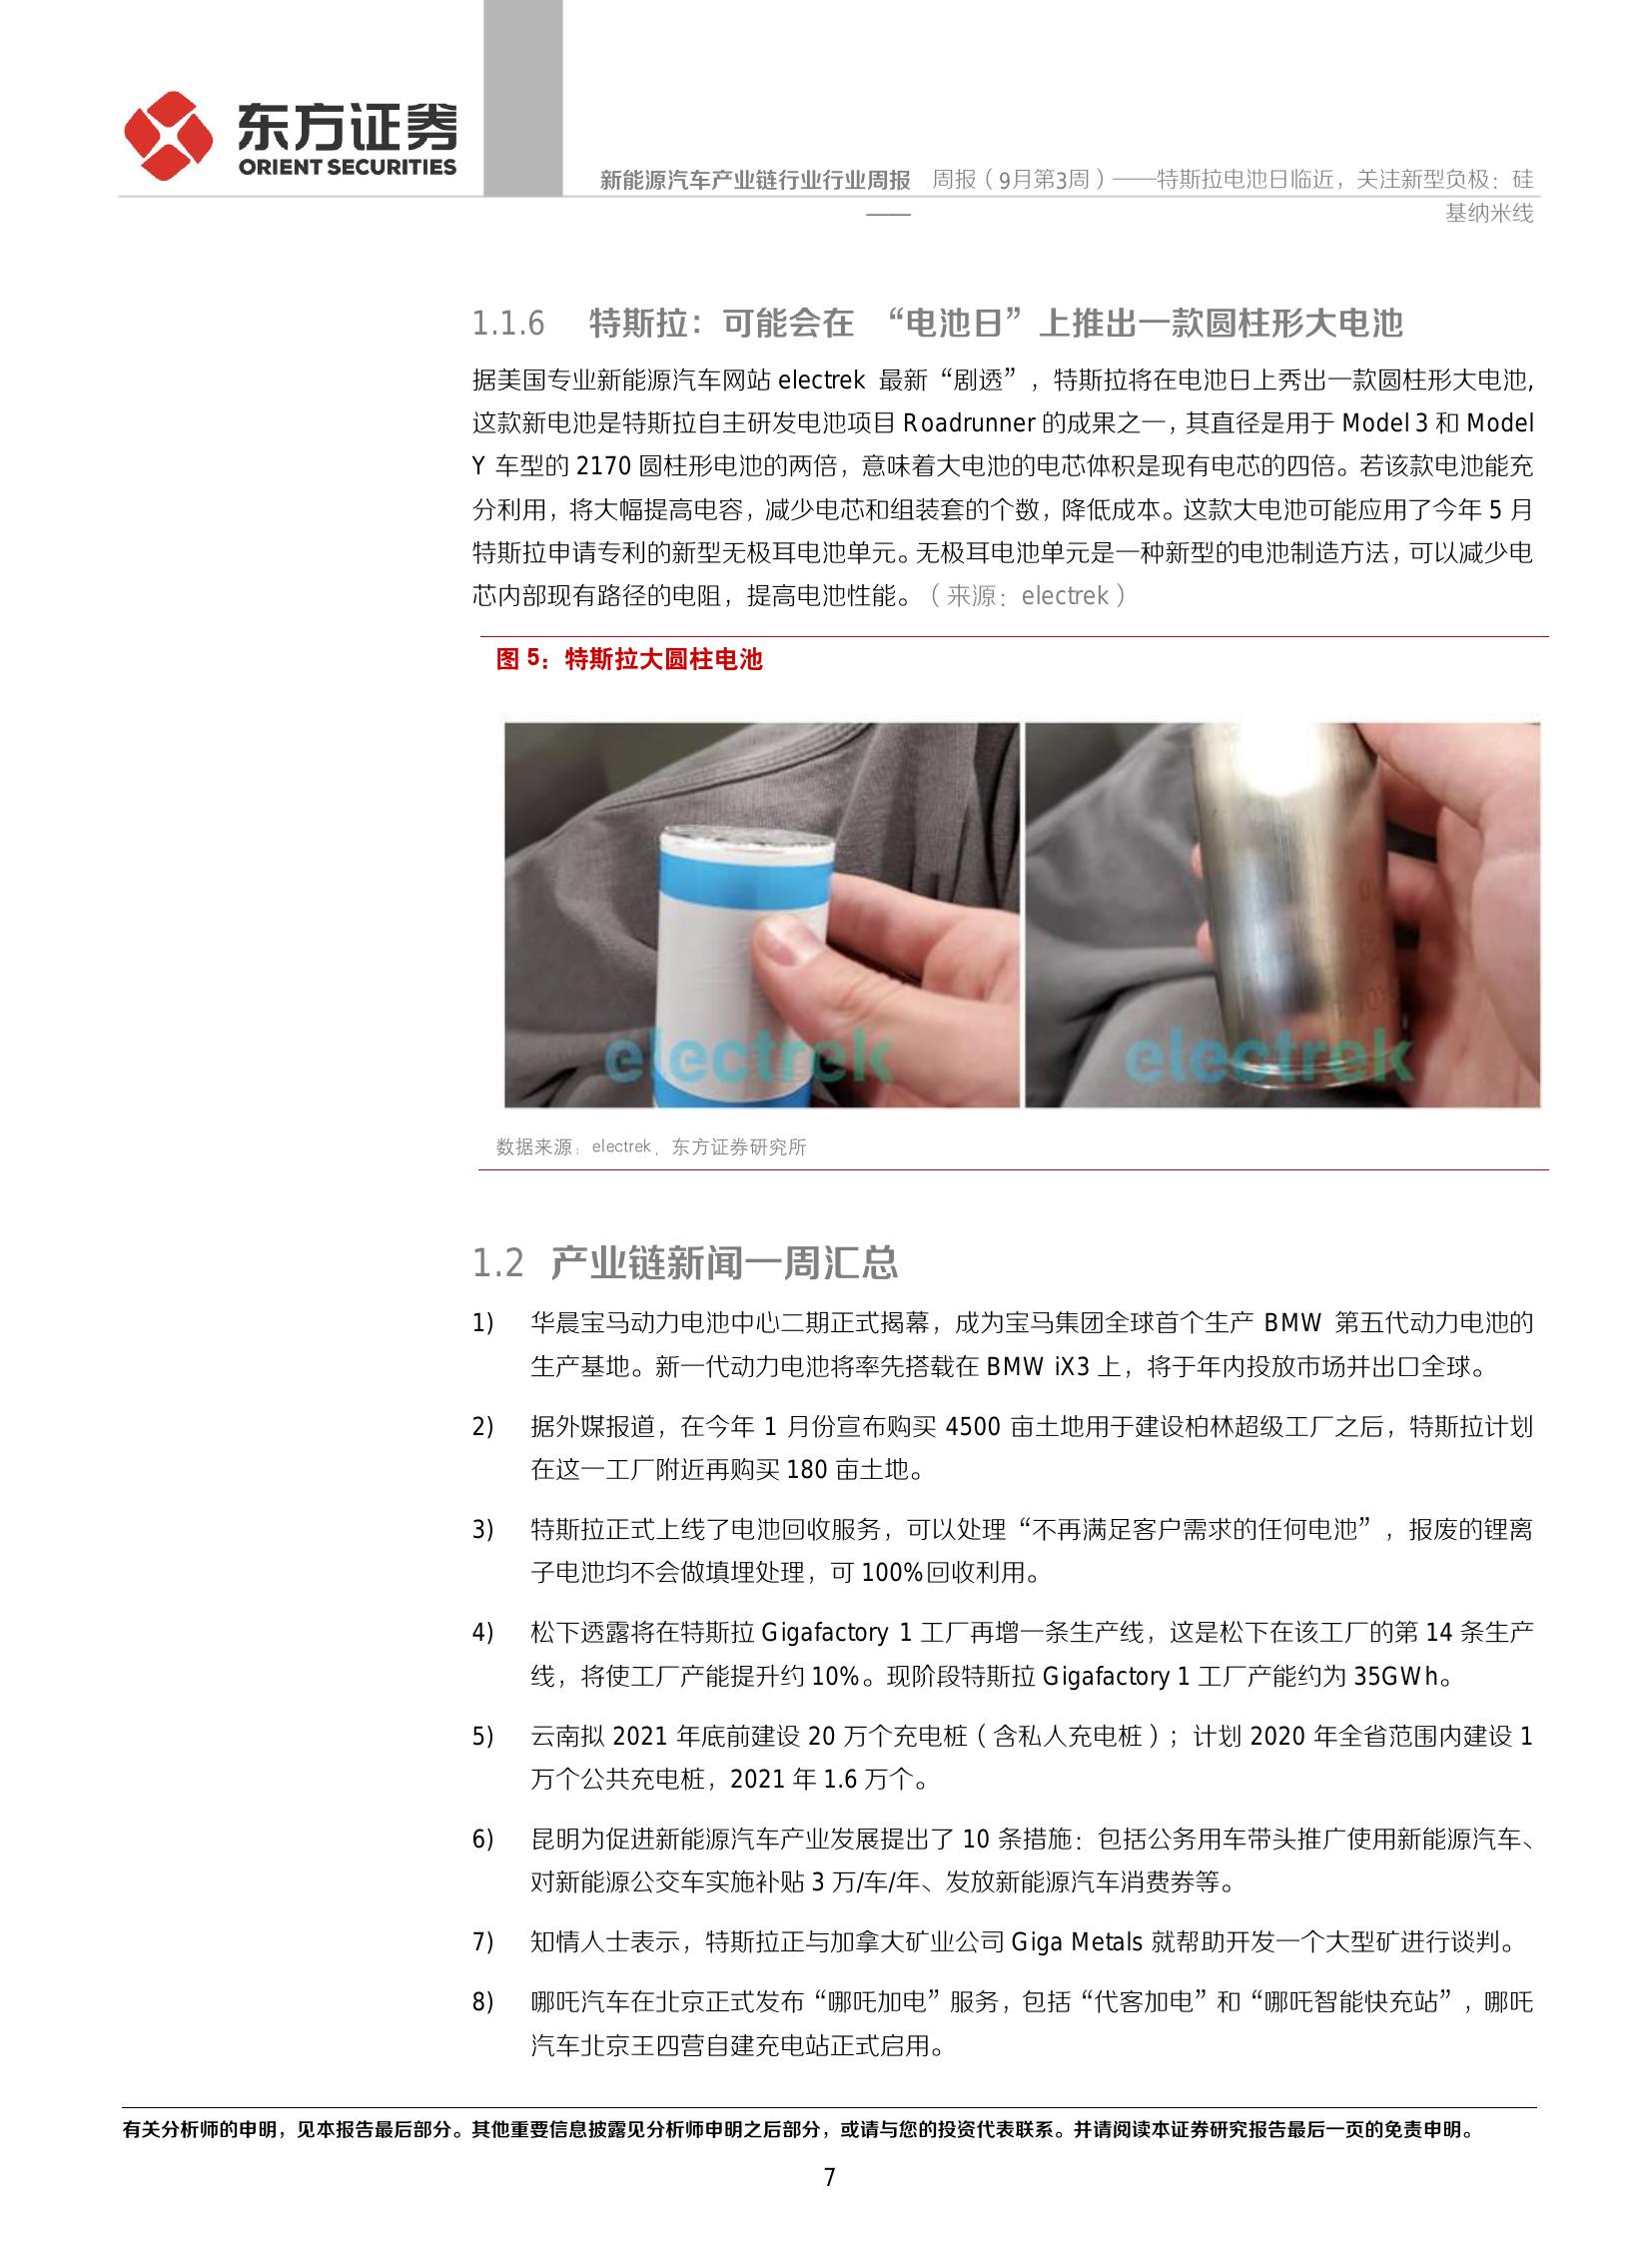 东方证券
ORIENT SECURITIES
新能源汽车产业链行业行业周报 周报（9月第3周）——特斯拉电池日临近，关注新型负极：硅
——
基纳米线
1.1.6 特斯拉：可能会在 “电池日”上推出一款圆柱形大电池
据美国专业新能源汽车网站 electrek 最新“剧透”，特斯拉将在电池日上秀出一款圆柱形大电池,
这款新电池是特斯拉自主研发电池项目 Roadrunner 的成果之一，其直径是用于 Model 3 和 Model
Y 车型的 2170 圆柱形电池的两倍，意味着大电池的电芯体积是现有电芯的四倍。若该款电池能充
分利用，将大幅提高电容，减少电芯和组装套的个数，降低成本。这款大电池可能应用了今年 5 月
特斯拉申请专利的新型无极耳电池单元。无极耳电池单元是一种新型的电池制造方法，可以减少电
芯内部现有路径的电阻，提高电池性能。（来源：electrek）
图 5：特斯拉大圆柱电池
electrek
electrek
数据来源：electrek，东方证券研究所
1.2 产业链新闻一周汇总
1) 华晨宝马动力电池中心二期正式揭幕，成为宝马集团全球首个生产 BMW 第五代动力电池的
生产基地。新一代动力电池将率先搭载在 BMW iX3 上，将于年内投放市场并出口全球。
2) 据外媒报道，在今年 1 月份宣布购买 4500 亩土地用于建设柏林超级工厂之后，特斯拉计划
在这一工厂附近再购买 180 亩土地。
3) 特斯拉正式上线了电池回收服务，可以处理“不再满足客户需求的任何电池”，报废的锂离
子电池均不会做填埋处理，可 100%回收利用。
4) 松下透露将在特斯拉 Gigafactory 1 工厂再增一条生产线，这是松下在该工厂的第 14 条生产
线，将使工厂产能提升约 10%。现阶段特斯拉 Gigafactory 1 工厂产能约为 35GWh。
5) 云南拟 2021 年底前建设 20 万个充电桩（含私人充电桩）；计划 2020 年全省范围内建设 1
万个公共充电桩，2021 年 1.6 万个。
6) 昆明为促进新能源汽车产业发展提出了 10 条措施：包括公务用车带头推广使用新能源汽车、
对新能源公交车实施补贴 3 万/车/年、发放新能源汽车消费券等。
7) 知情人士表示，特斯拉正与加拿大矿业公司 Giga Metals 就帮助开发一个大型矿进行谈判。
8) 哪吒汽车在北京正式发布“哪吒加电”服务，包括“代客加电”和“哪吒智能快充站”，哪吒
汽车北京王四营自建充电站正式启用。
有关分析师的申明，见本报告最后部分。其他重要信息披露见分析师申明之后部分，或请与您的投资代表联系。并请阅读本证券研究报告最后一页的免责申明。
7